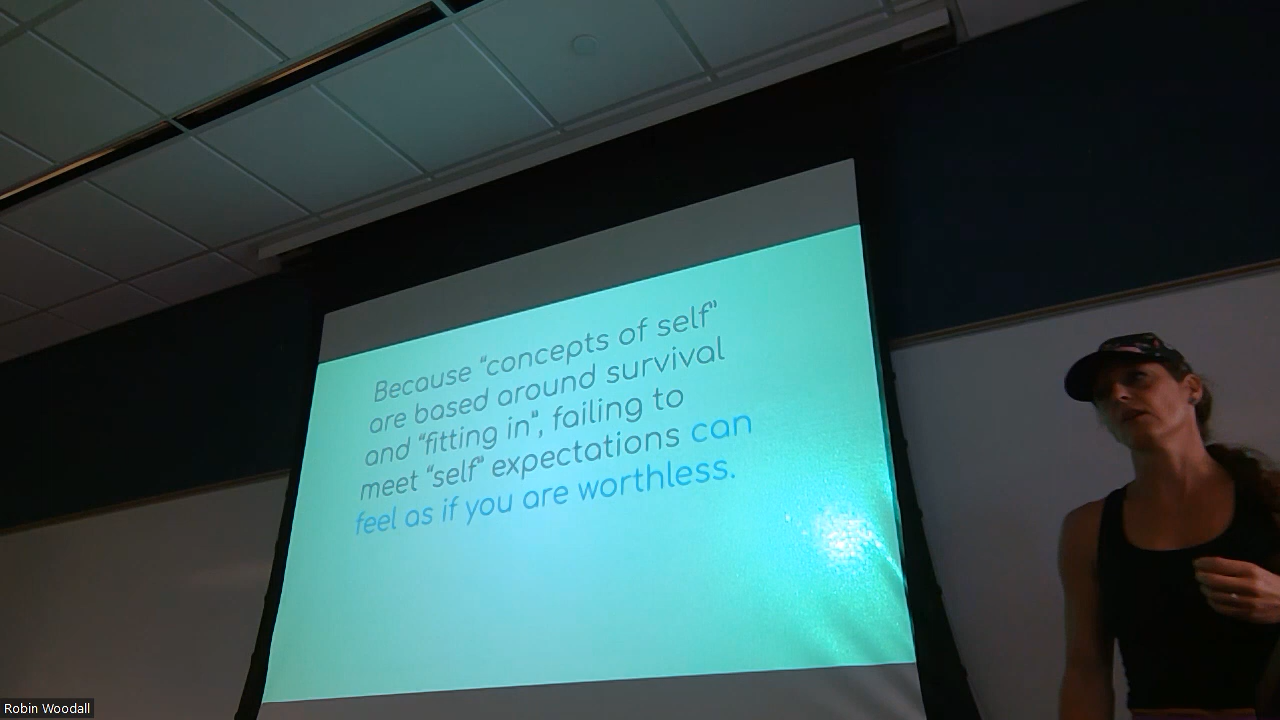 Because “concepts of self”
are based around survival
and “fitting in”, failing to
meet “self” expectations can
feel as if you are worthless.
Robin Woodall